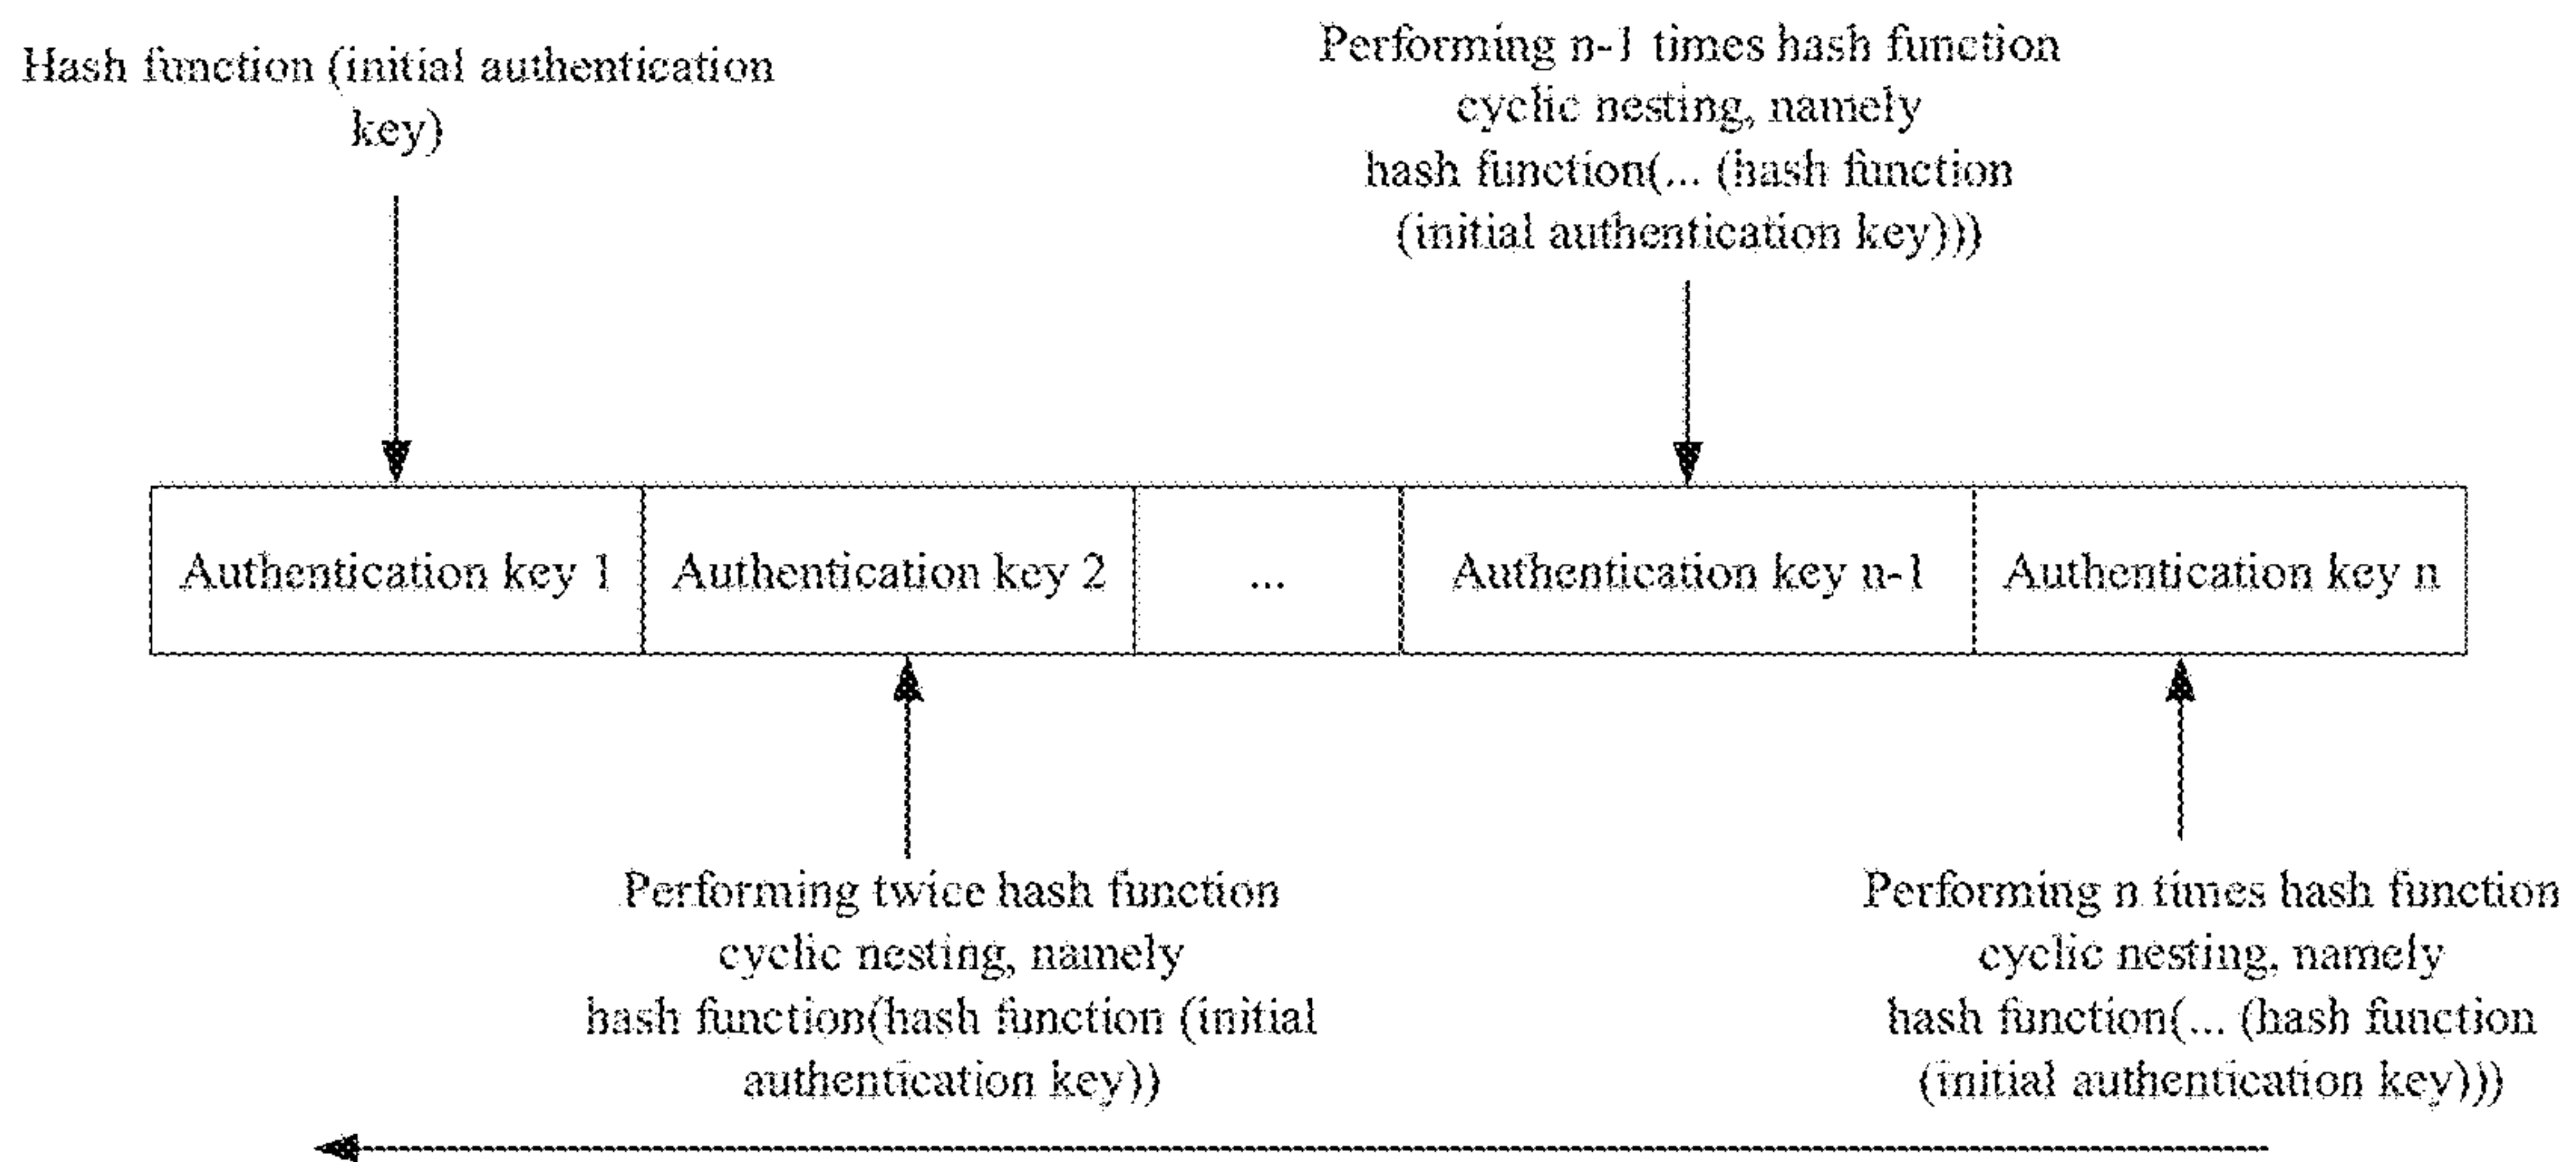 Hash function (initial authentication
key)
Performing n-1 times hash function
cyclic nesting, namely
hash function(... (hash function
(initial authentication key)))
Authentication key 1
Authentication key 2
...
Authentication key n-1
Authentication key n
Performing twice hash function
cyclic nesting, namely
hash function(hash function (initial
authentication key))
Performing n times hash function
cyclic nesting, namely
hash function(... (hash function
(initial authentication key)))